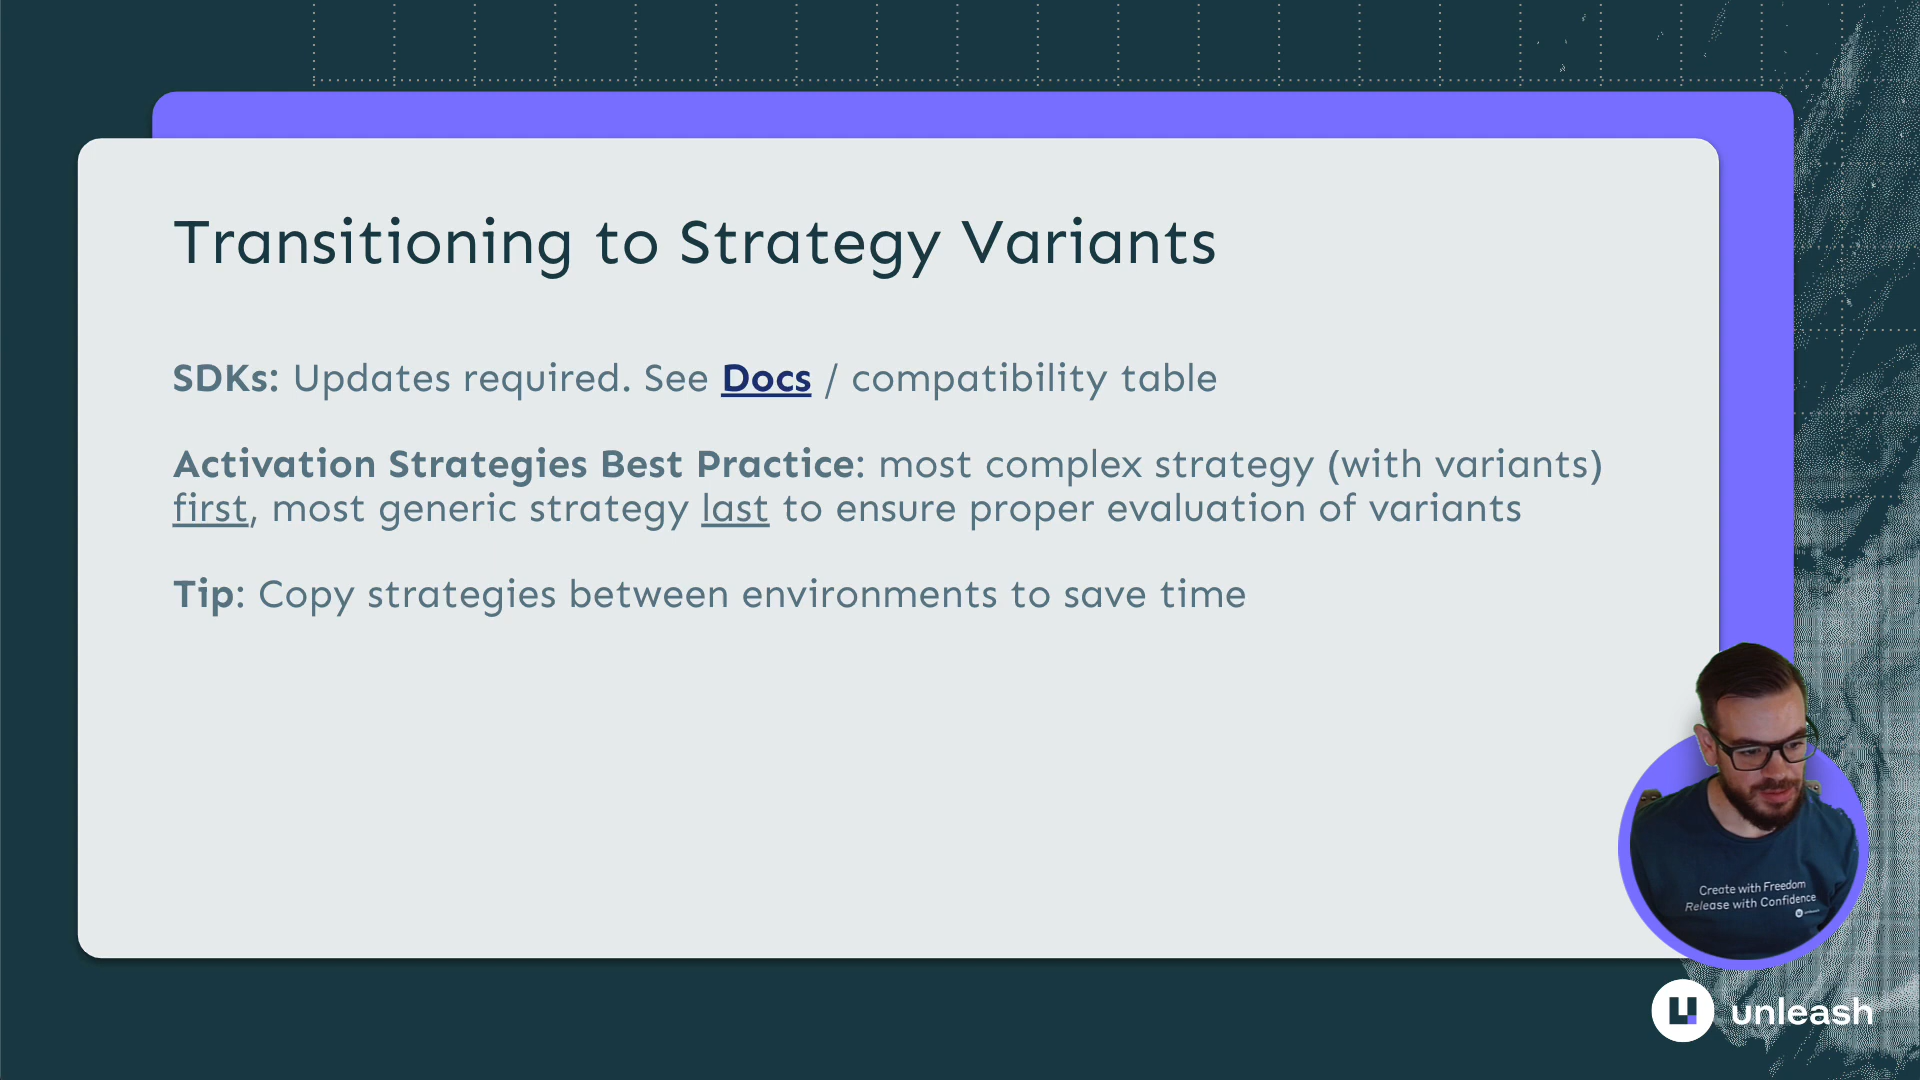 Transitioning to Strategy Variants
SDKs: Updates required. See Docs / compatibility table
Activation Strategies Best Practice: most complex strategy (with variants)
first, most generic strategy last to ensure proper evaluation of variants
Tip: Copy strategies between environments to save time
Create with Freedom
Release with Confidence
unleash
unleash